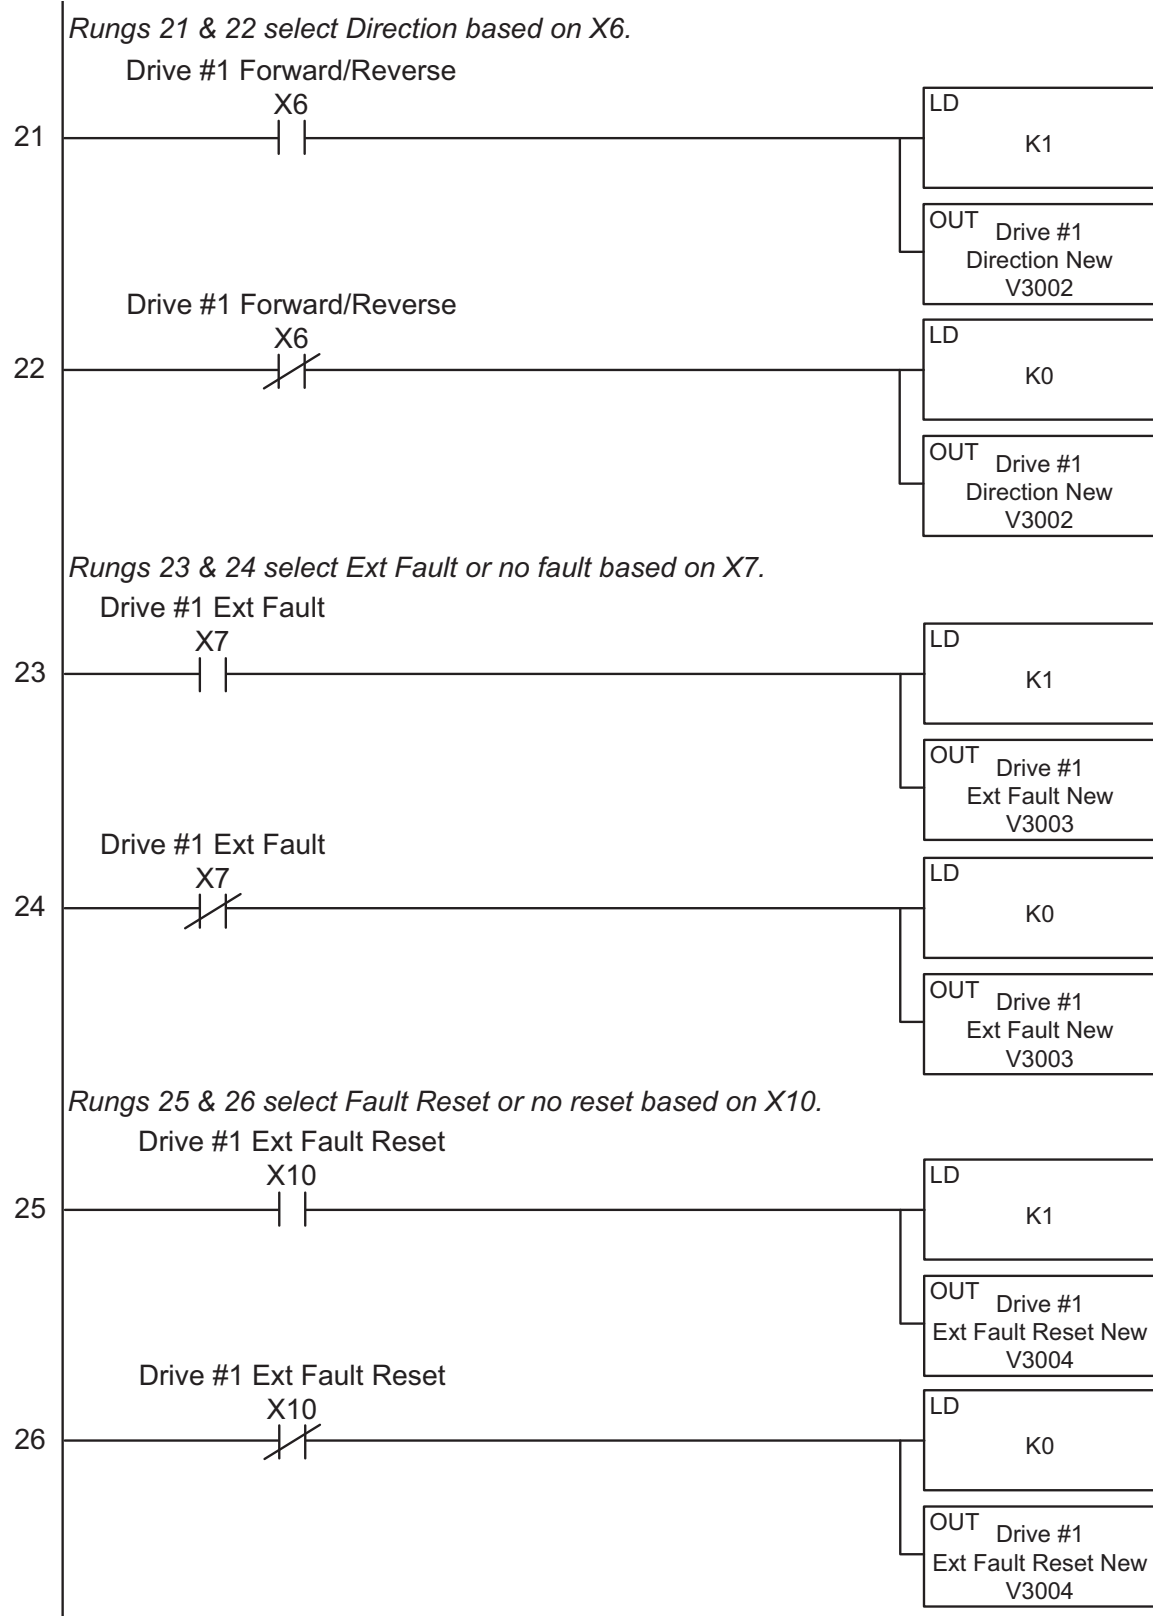 Rungs 21 & 22 select Direction based on X6.
Drive #1 Forward/Reverse
X6
21
LD
K1
OUT
Drive #1
Direction New
V3002
Drive #1 Forward/Reverse
X6
22
LD
K0
OUT
Drive #1
Direction New
V3002
Rungs 23 & 24 select Ext Fault or no fault based on X7.
Drive #1 Ext Fault
X7
23
LD
K1
OUT
Drive #1
Ext Fault New
V3003
Drive #1 Ext Fault
X7
24
LD
K0
OUT
Drive #1
Ext Fault New
V3003
Rungs 25 & 26 select Fault Reset or no reset based on X10.
Drive #1 Ext Fault Reset
X10
25
LD
K1
OUT
Drive #1
Ext Fault Reset New
V3004
Drive #1 Ext Fault Reset
X10
26
LD
K0
OUT
Drive #1
Ext Fault Reset New
V3004